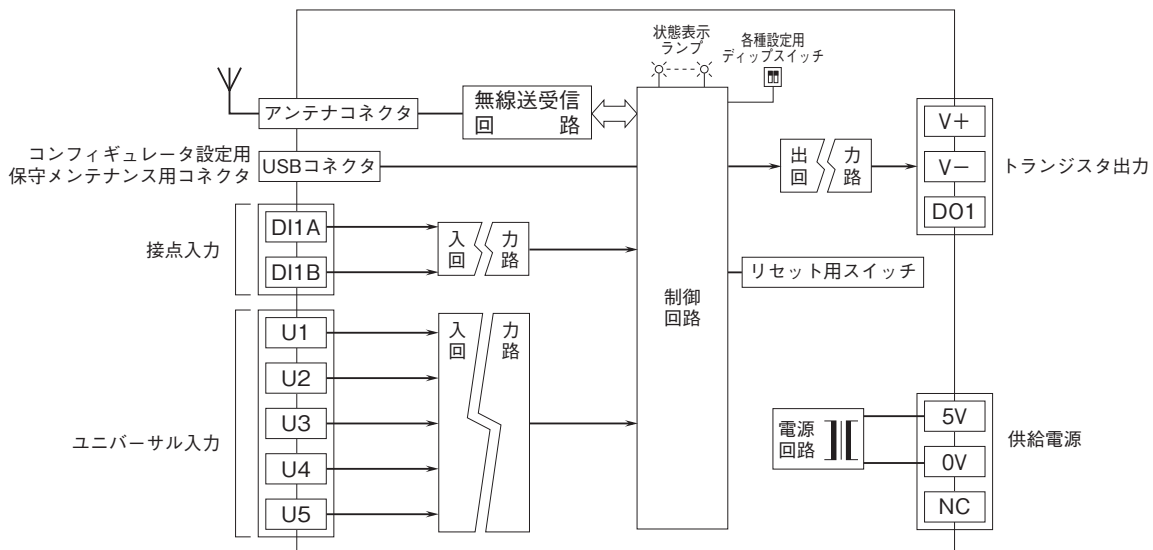 状態表示
ランプ
各種設定用
ディップスイッチ
アンテナコネクタ
無線送受信
回 路
コンフィギュレータ設定用
保守メンテナンス用コネクタ
USBコネクタ
接点入力
DI1A
DI1B
入 力
回 路
ユニバーサル入力
U1
U2
U3
U4
U5
入 力
回 路
制御
回路
出 力
回 路
V+
V−
DO1
トランジスタ出力
リセット用スイッチ
電源
回路
5V
0V
NC
供給電源